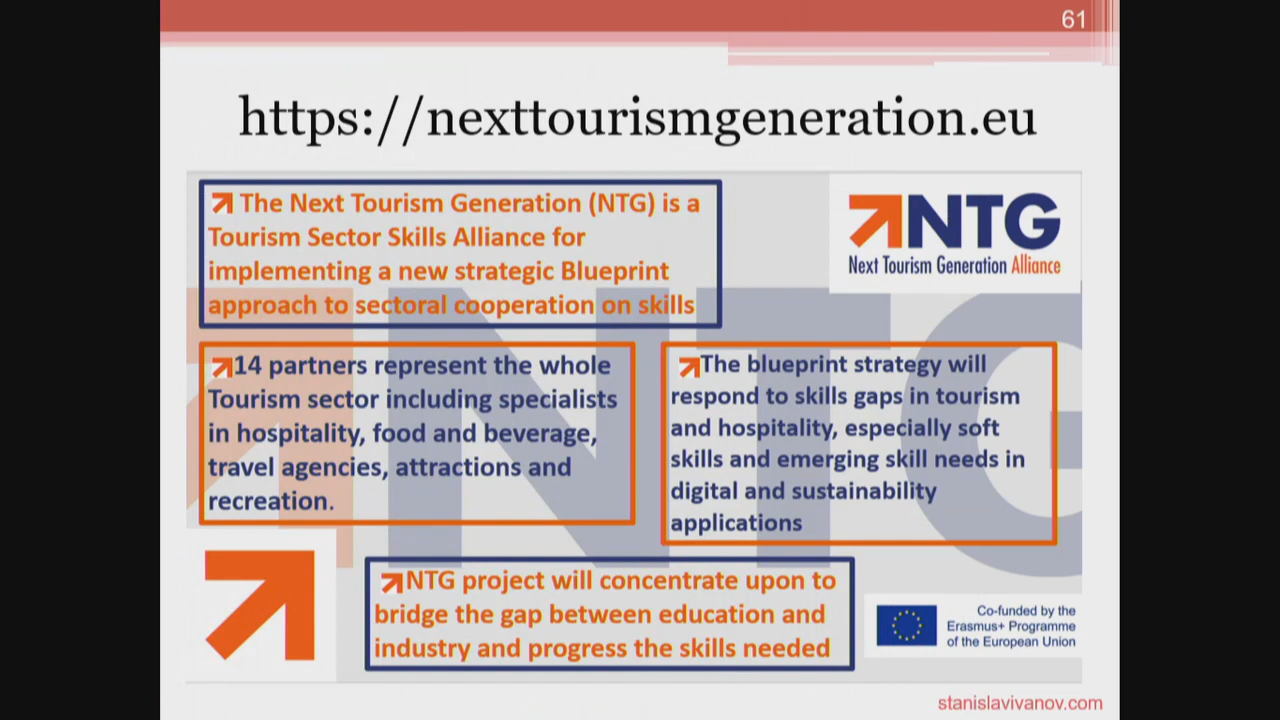 61
https://nexttourismgeneration.eu
The Next Tourism Generation (NTG) is a
Tourism Sector Skills Alliance for
implementing a new strategic Blueprint
approach to sectoral cooperation on skills
NTG
Next Tourism Generation Alliance
14 partners represent the whole
Tourism sector including specialists
in hospitality, food and beverage,
travel agencies, attractions and
recreation.
The blueprint strategy will
respond to skills gaps in tourism
and hospitality, especially soft
skills and emerging skill needs in
digital and sustainability
applications
NTG project will concentrate upon to
bridge the gap between education and
industry and progress the skills needed
Co-funded by the
Erasmus+ Programme
of the European Union
NTG
stanislavivanov.com